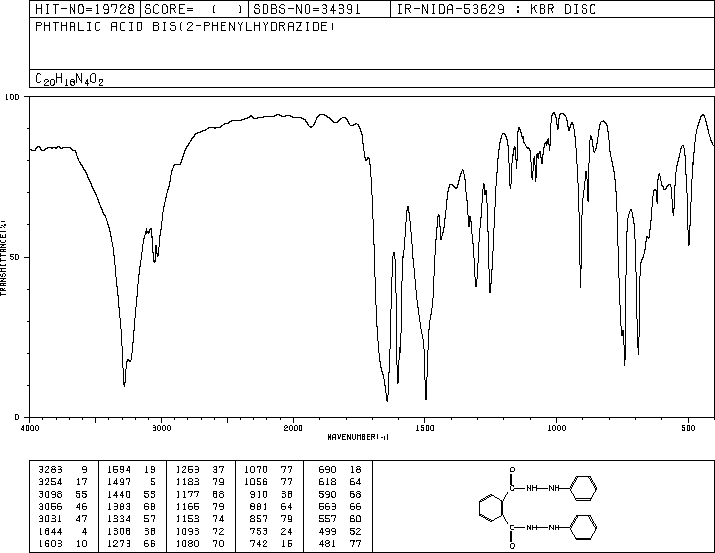 HIT-NO=19728 SCORE= ( ) SDBS-NO=34391 IR-NIDA-53629 : KBR DISC
PHTHALIC ACID BIS(2-PHENYLHYDRAZIDE)
C20H18N4O2
100
50
0
TRANSMITTANCE(%)
4000 3000 2000 1500 1000 500
WAVENUMBER(-1)
3283 9 1594 19 1253 37 1070 77 690 18
3254 17 1497 5 1183 79 1056 77 618 64
3098 55 1440 55 1177 68 910 38 590 68
3056 46 1383 68 1166 79 881 64 563 66
3031 47 1334 57 1153 74 857 79 557 60
1644 4 1308 38 1093 72 753 24 499 52
1603 10 1273 66 1080 70 742 16 481 77
O
C NH NH
C NH NH
O